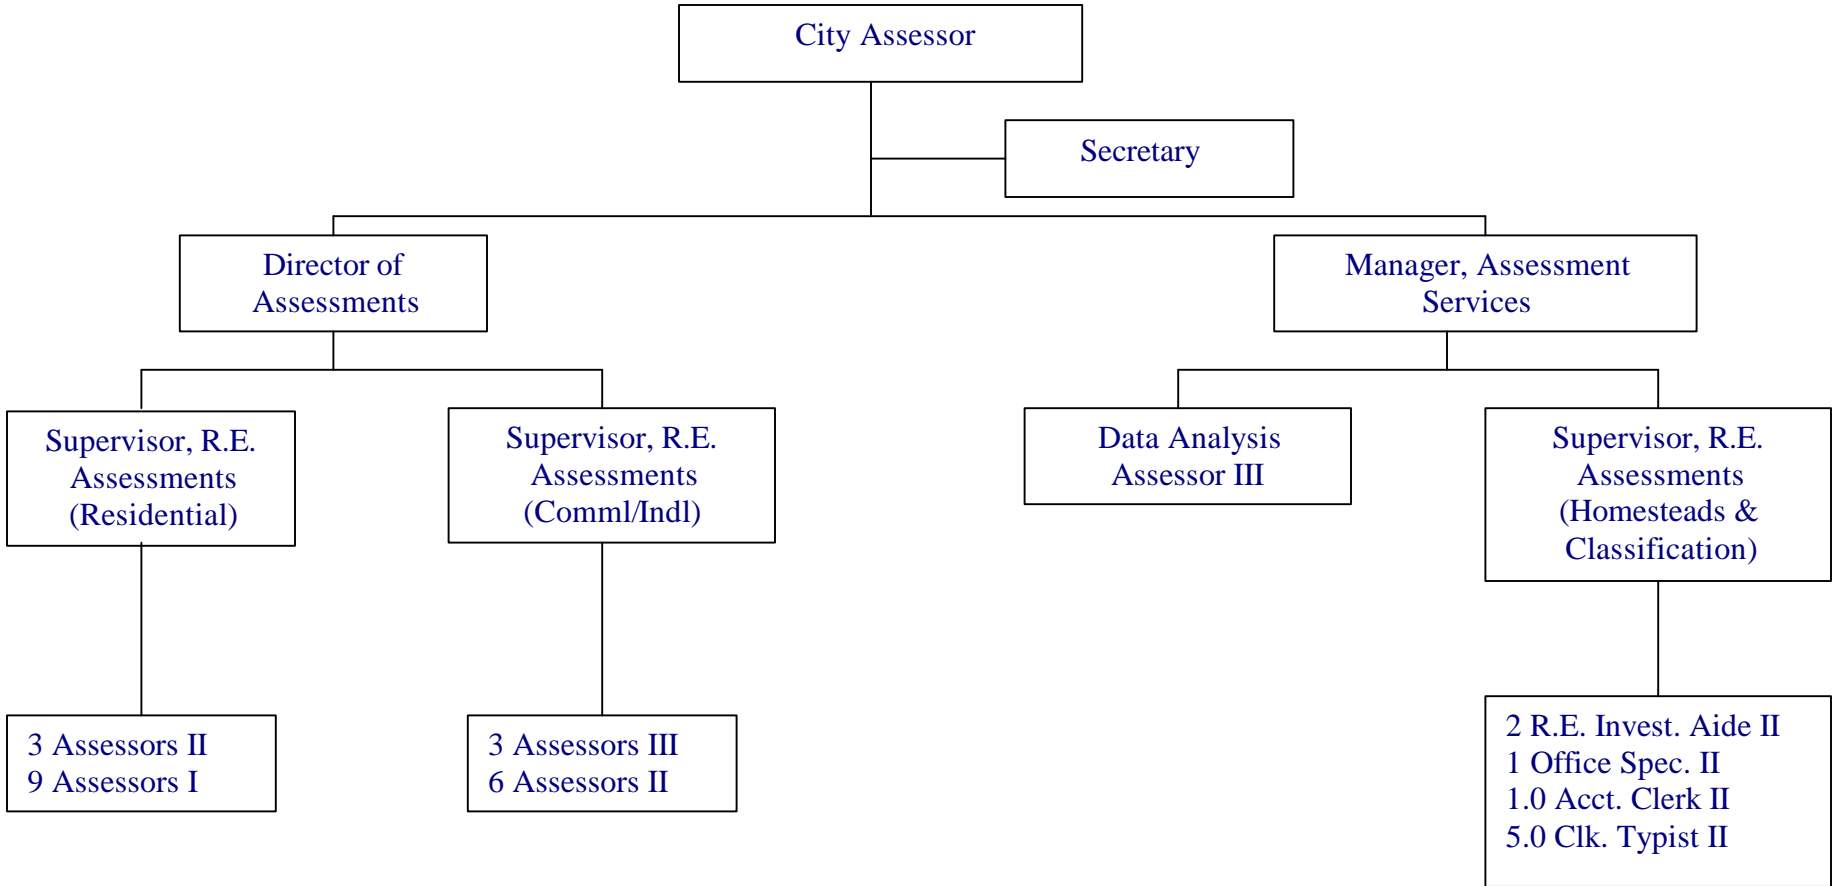 City Assessor
Secretary
Director of
Assessments
Manager, Assessment
Services
Supervisor, R.E.
Assessments
(Residential)
Supervisor, R.E.
Assessments
(Comml/Indl)
Data Analysis
Assessor III
Supervisor, R.E.
Assessments
(Homesteads &
Classification)
3 Assessors II
9 Assessors I
3 Assessors III
6 Assessors II
2 R.E. Invest. Aide II
1 Office Spec. II
1.0 Acct. Clerk II
5.0 Clk. Typist II